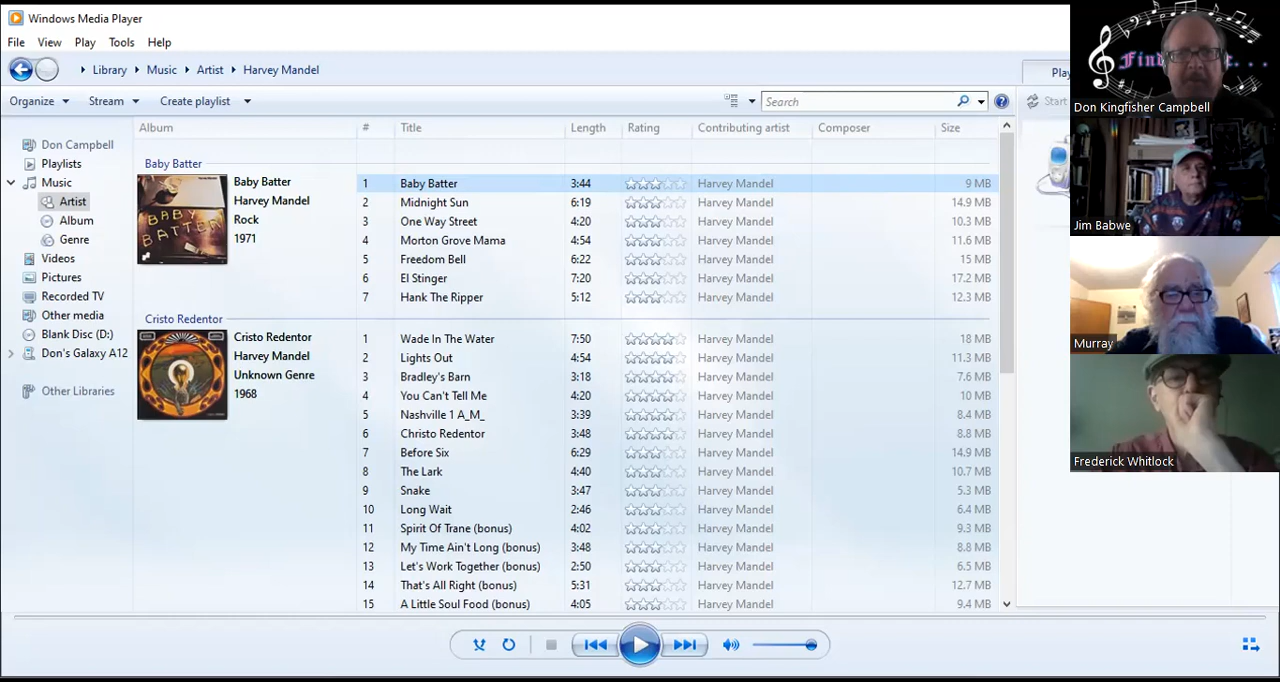 Windows Media Player
File View Play Tools Help
Library Music Artist Harvey Mandel
Organize Stream Create playlist Search Start
Album # Title Length Rating Contributing artist Composer Size
Don Campbell
Playlists
Music
Artist
Album
Genre
Videos
Pictures
Recorded TV
Other media
Blank Disc (D:)
Don's Galaxy A12
Other Libraries
Baby Batter
BABY BATTER
Baby Batter
Harvey Mandel
Rock
1971
1 Baby Batter 3:44 Harvey Mandel 9 MB
2 Midnight Sun 6:19 Harvey Mandel 14.9 MB
3 One Way Street 4:20 Harvey Mandel 10.3 MB
4 Morton Grove Mama 4:54 Harvey Mandel 11.6 MB
5 Freedom Bell 6:22 Harvey Mandel 15 MB
6 El Stinger 7:20 Harvey Mandel 17.2 MB
7 Hank The Ripper 5:12 Harvey Mandel 12.3 MB
Cristo Redentor
Cristo Redentor
Harvey Mandel
Unknown Genre
1968
1 Wade In The Water 7:50 Harvey Mandel 18 MB
2 Lights Out 4:54 Harvey Mandel 11.3 MB
3 Bradley's Barn 3:18 Harvey Mandel 7.6 MB
4 You Can't Tell Me 4:20 Harvey Mandel 10 MB
5 Nashville 1 A_M_ 3:39 Harvey Mandel 8.4 MB
6 Christo Redentor 3:48 Harvey Mandel 8.8 MB
7 Before Six 6:29 Harvey Mandel 14.9 MB
8 The Lark 4:40 Harvey Mandel 10.7 MB
9 Snake 3:47 Harvey Mandel 5.3 MB
10 Long Wait 2:46 Harvey Mandel 6.4 MB
11 Spirit Of Trane (bonus) 4:02 Harvey Mandel 9.3 MB
12 My Time Ain't Long (bonus) 3:48 Harvey Mandel 8.8 MB
13 Let's Work Together (bonus) 2:50 Harvey Mandel 6.5 MB
14 That's All Right (bonus) 5:31 Harvey Mandel 12.7 MB
15 A Little Soul Food (bonus) 4:05 Harvey Mandel 9.4 MB
Don Kingfisher Campbell
Jim Babwe
Murray
Frederick Whitlock